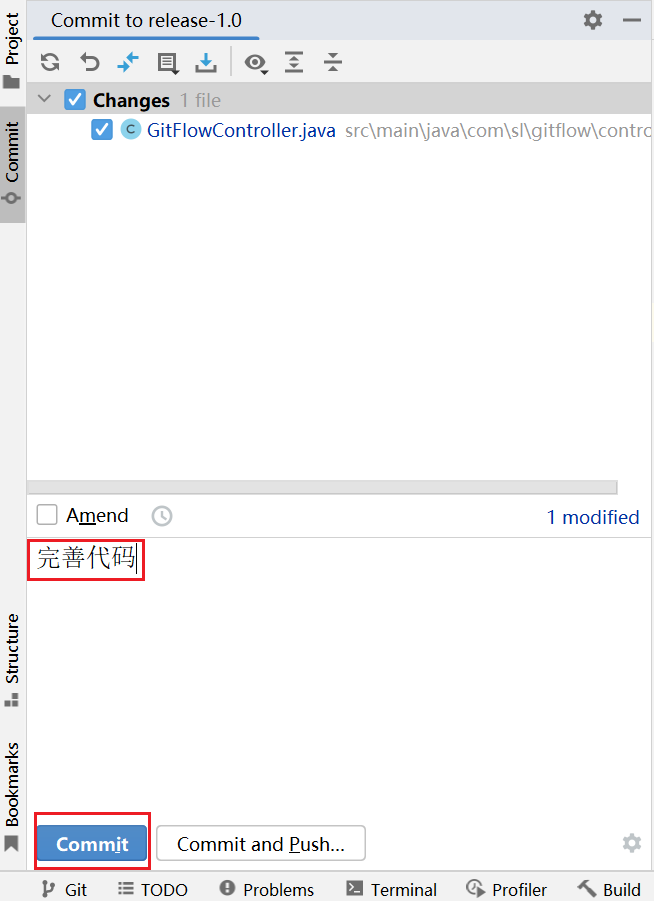 Commit to release-1.0
Project
Commit
Changes 1 file
GitFlowController.java src\main\java\com\sl\gitflow\contro
Amend
1 modified
完善代码
Structure
Bookmarks
Commit
Commit and Push...
Git
TODO
Problems
Terminal
Profiler
Build